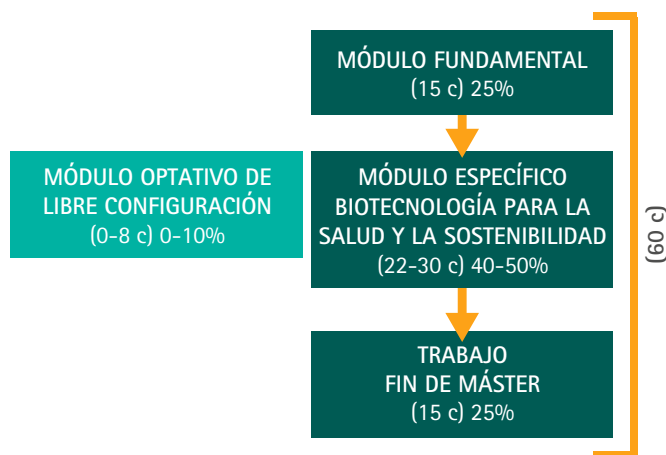 MÓDULO FUNDAMENTAL
(15 c) 25%
MÓDULO OPTATIVO DE
LIBRE CONFIGURACIÓN
(0-8 c) 0-10%
MÓDULO ESPECÍFICO
BIOTECNOLOGÍA PARA LA
SALUD Y LA SOSTENIBILIDAD
(22-30 c) 40-50%
TRABAJO
FIN DE MÁSTER
(15 c) 25%
(60 c)